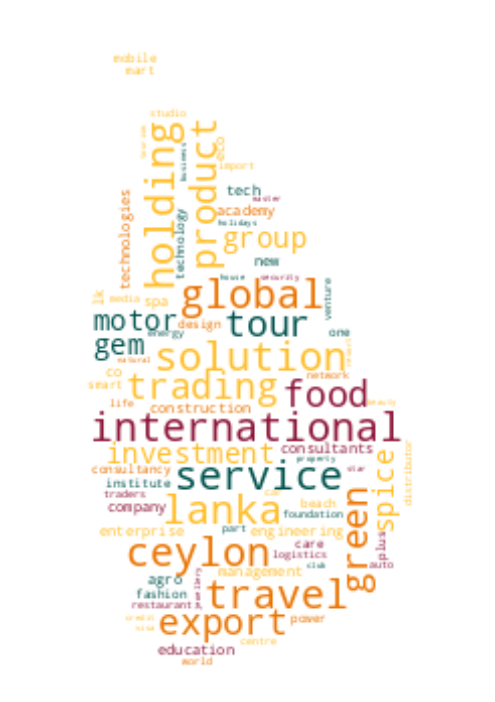 mobile
mart
studio
holding
product
eco
business
import
technologies
technology
tech
master
academy
holidays
group
new
house
security
venture
global
lk
media
spa
motor
design
tour
energy
one
gem
natural
solution
co
smart
trading
network
food
beauty
life
construction
international
investment
consultants
property
consultancy
service
star
spice
distributor
institute
traders
car
company
lanka
beach
foundation
green
enterprise
part
engineering
plus
ceylon
care
logistics
club
auto
agro
management
fashion
travel
restaurant
export
power
centre
education
world